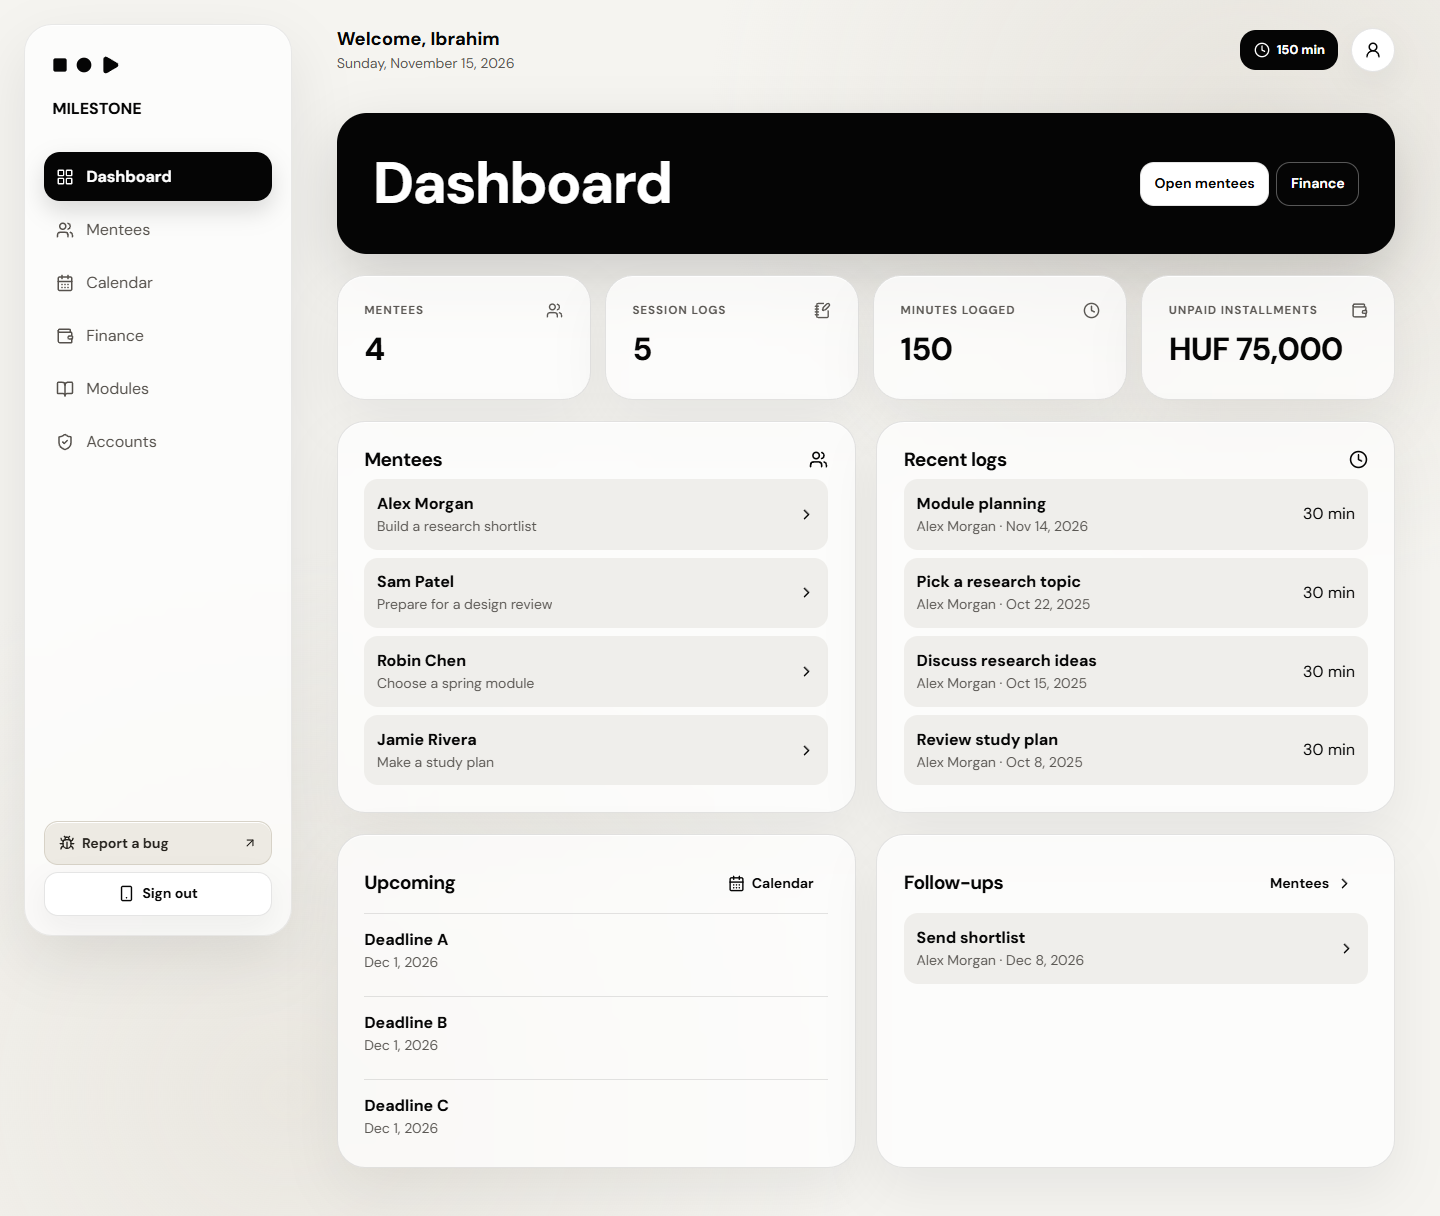 MILESTONE
Dashboard
Mentees
Calendar
Finance
Modules
Accounts
Report a bug
Sign out
Welcome, Ibrahim
Sunday, November 15, 2026
150 min
Dashboard
Open mentees
Finance
MENTEES
4
SESSION LOGS
5
MINUTES LOGGED
150
UNPAID INSTALLMENTS
HUF 75,000
Mentees
Alex Morgan
Build a research shortlist
Sam Patel
Prepare for a design review
Robin Chen
Choose a spring module
Jamie Rivera
Make a study plan
Recent logs
Module planning
Alex Morgan · Nov 14, 2026
30 min
Pick a research topic
Alex Morgan · Oct 22, 2025
30 min
Discuss research ideas
Alex Morgan · Oct 15, 2025
30 min
Review study plan
Alex Morgan · Oct 8, 2025
30 min
Upcoming
Calendar
Deadline A
Dec 1, 2026
Deadline B
Dec 1, 2026
Deadline C
Dec 1, 2026
Follow-ups
Mentees
Send shortlist
Alex Morgan · Dec 8, 2026